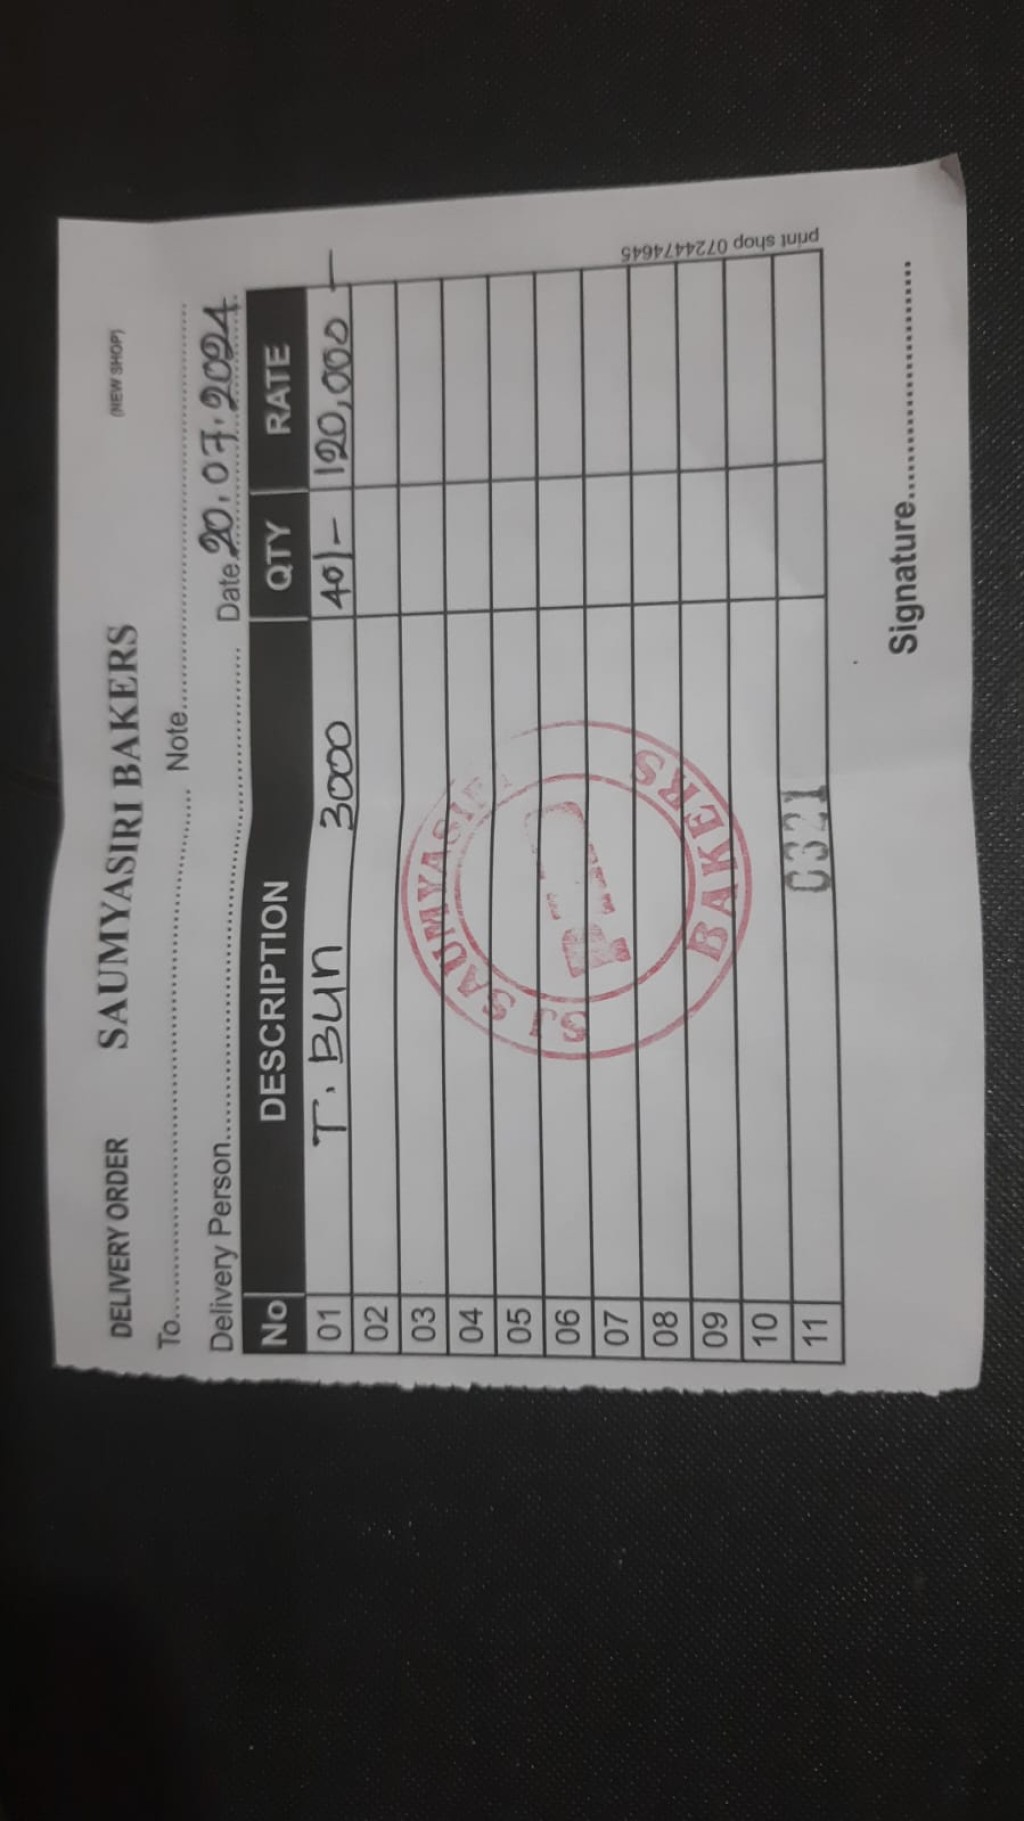 DELIVERY ORDER SAUMYASIRI BAKERS (NEW SHOP)
To.................... Note....................
Delivery Person.................... Date 20.07.2024
No DESCRIPTION QTY RATE
01 T. Bun 3000 40/- 120,000 -
02
03
04
05
06
07
08
09
10
11 0321
SJ SAUMYASIRI
BAKERS
print shop 0724474645
Signature....................